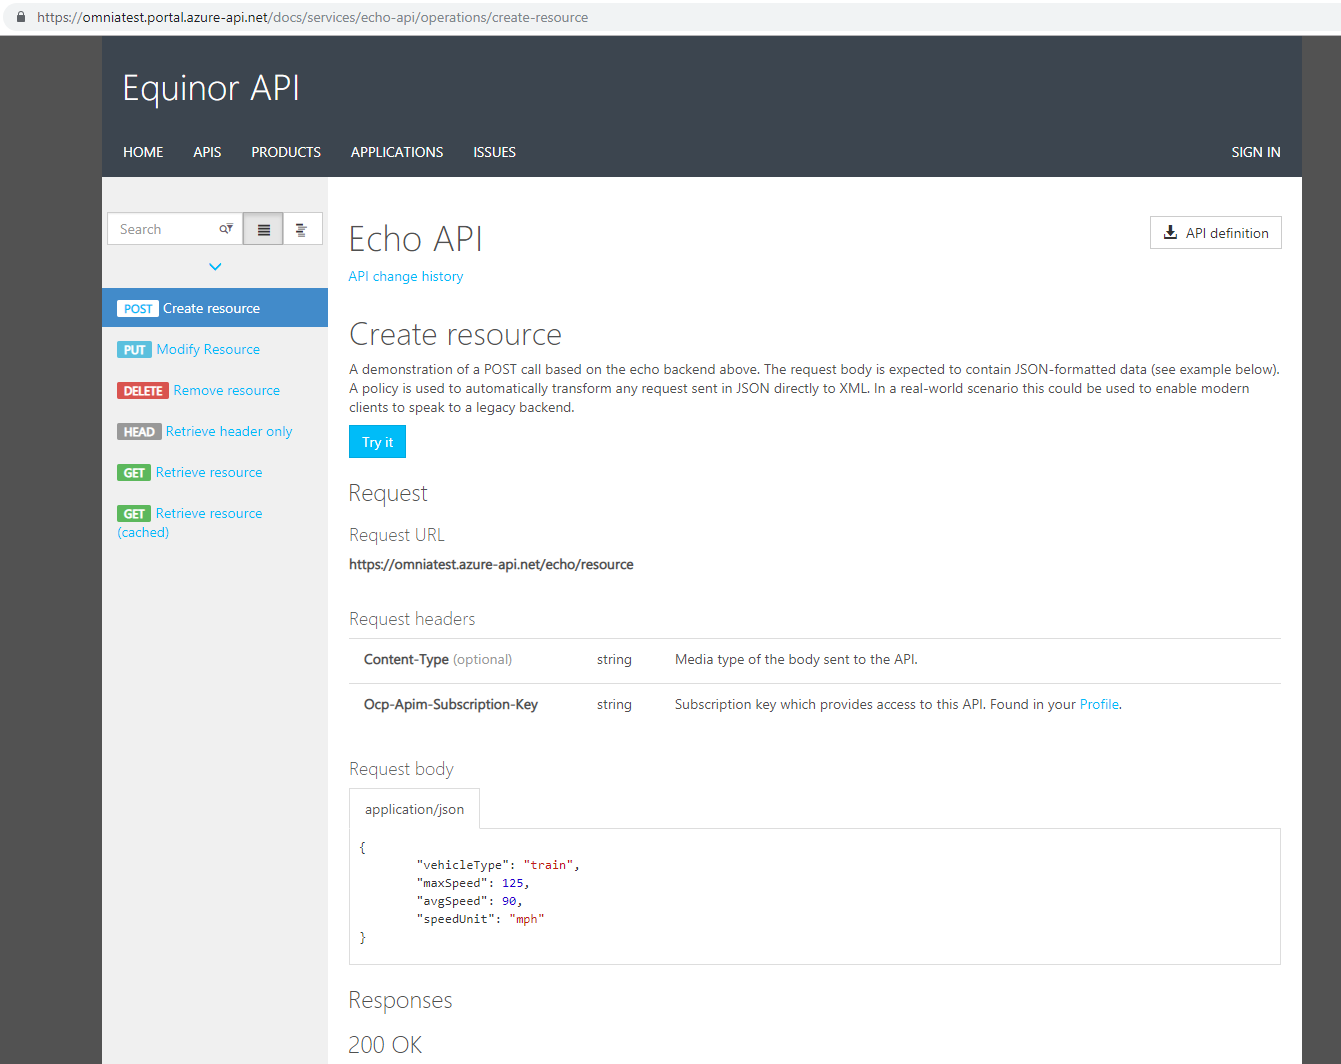 https://omniatest.portal.azure-api.net/docs/services/echo-api/operations/create-resource
Equinor API
HOME APIS PRODUCTS APPLICATIONS ISSUES SIGN IN
Search
POST Create resource
PUT Modify Resource
DELETE Remove resource
HEAD Retrieve header only
GET Retrieve resource
GET Retrieve resource
(cached)
Echo API
API definition
API change history
Create resource
A demonstration of a POST call based on the echo backend above. The request body is expected to contain JSON-formatted data (see example below).
A policy is used to automatically transform any request sent in JSON directly to XML. In a real-world scenario this could be used to enable modern
clients to speak to a legacy backend.
Try it
Request
Request URL
https://omniatest.azure-api.net/echo/resource
Request headers
Content-Type (optional) string Media type of the body sent to the API.
Ocp-Apim-Subscription-Key string Subscription key which provides access to this API. Found in your Profile.
Request body
application/json
{
"vehicleType": "train",
"maxSpeed": 125,
"avgSpeed": 90,
"speedUnit": "mph"
}
Responses
200 OK